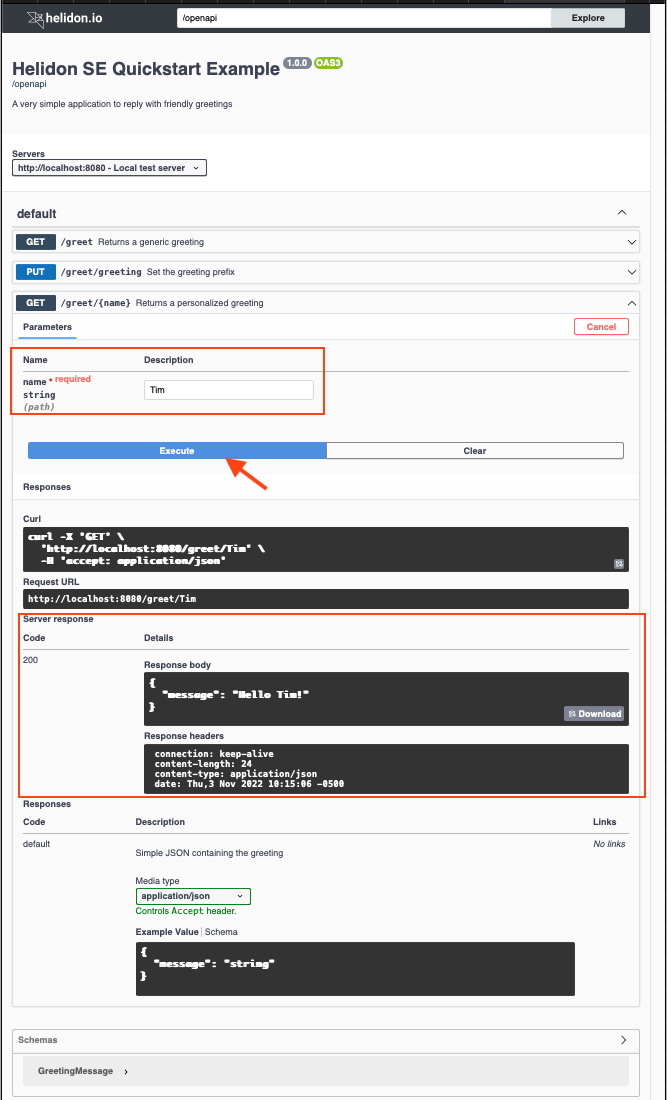 helidon.io
/openapi
Explore
Helidon SE Quickstart Example 1.0.0 OAS3
/openapi
A very simple application to reply with friendly greetings
Servers
http://localhost:8080 - Local test server
default
GET /greet Returns a generic greeting
PUT /greet/greeting Set the greeting prefix
GET /greet/{name} Returns a personalized greeting
Parameters
Cancel
Name Description
name * required
string
(path)
Tim
Execute Clear
Responses
Curl
curl -X 'GET' \
'http://localhost:8080/greet/Tim' \
-H 'accept: application/json'
Request URL
http://localhost:8080/greet/Tim
Server response
Code Details
200
Response body
{
"message": "Hello Tim!"
}
Download
Response headers
connection: keep-alive
content-length: 24
content-type: application/json
date: Thu,3 Nov 2022 10:15:06 -0500
Responses
Code Description Links
default
Simple JSON containing the greeting
No links
Media type
application/json
Controls Accept header.
Example Value Schema
{
"message": "string"
}
Schemas
GreetingMessage